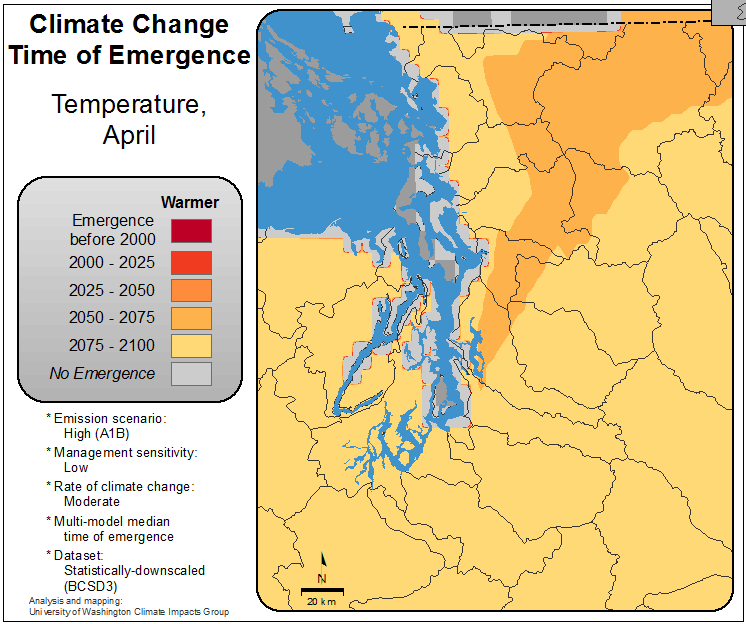 Climate Change
Time of Emergence
Temperature,
April
Warmer
Emergence
before 2000
2000 - 2025
2025 - 2050
2050 - 2075
2075 - 2100
No Emergence
* Emission scenario:
High (A1B)
* Management sensitivity:
Low
* Rate of climate change:
Moderate
* Multi-model median
time of emergence
* Dataset:
Statistically-downscaled
(BCSD3)
Analysis and mapping:
University of Washington Climate Impacts Group
N
20 km